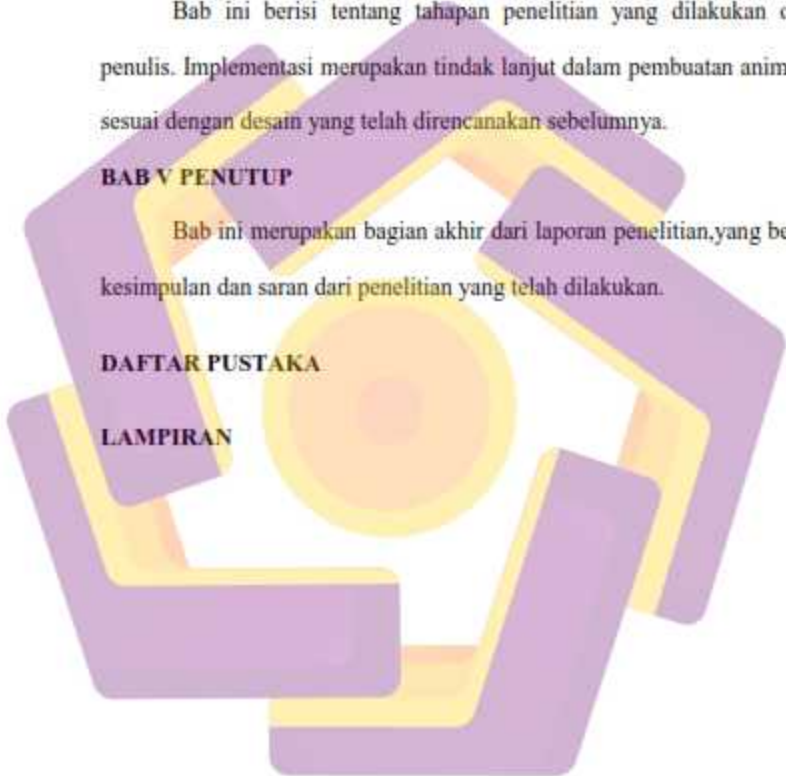 Bab ini berisi tentang tahapan penelitian yang dilakukan
penulis. Implementasi merupakan tindak lanjut dalam pembuatan
sesuai dengan desain yang telah direncanakan sebelumnya.
BAB V PENUTUP
Bab ini merupakan bagian akhir dari laporan penelitian,yang
kesimpulan dan saran dari penelitian yang telah dilakukan.
DAFTAR PUSTAKA
LAMPIRAN